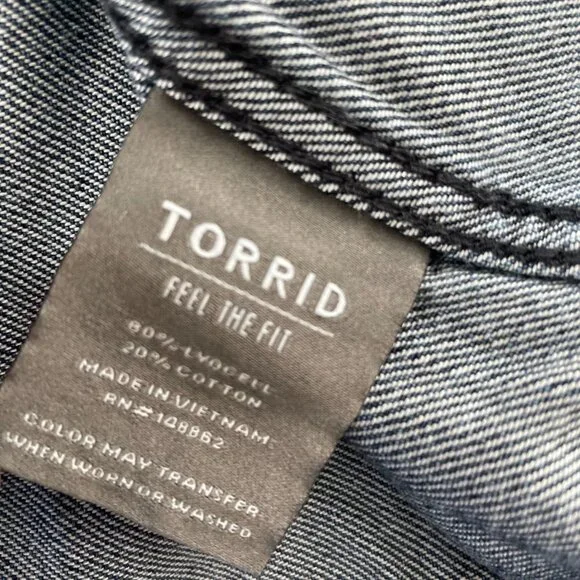 TORRID
FEEL THE FIT
80% LYOCELL
20% COTTON
MADE IN VIETNAM
RN#108862
COLOR MAY TRANSFER
WHEN WORN OR WASHED